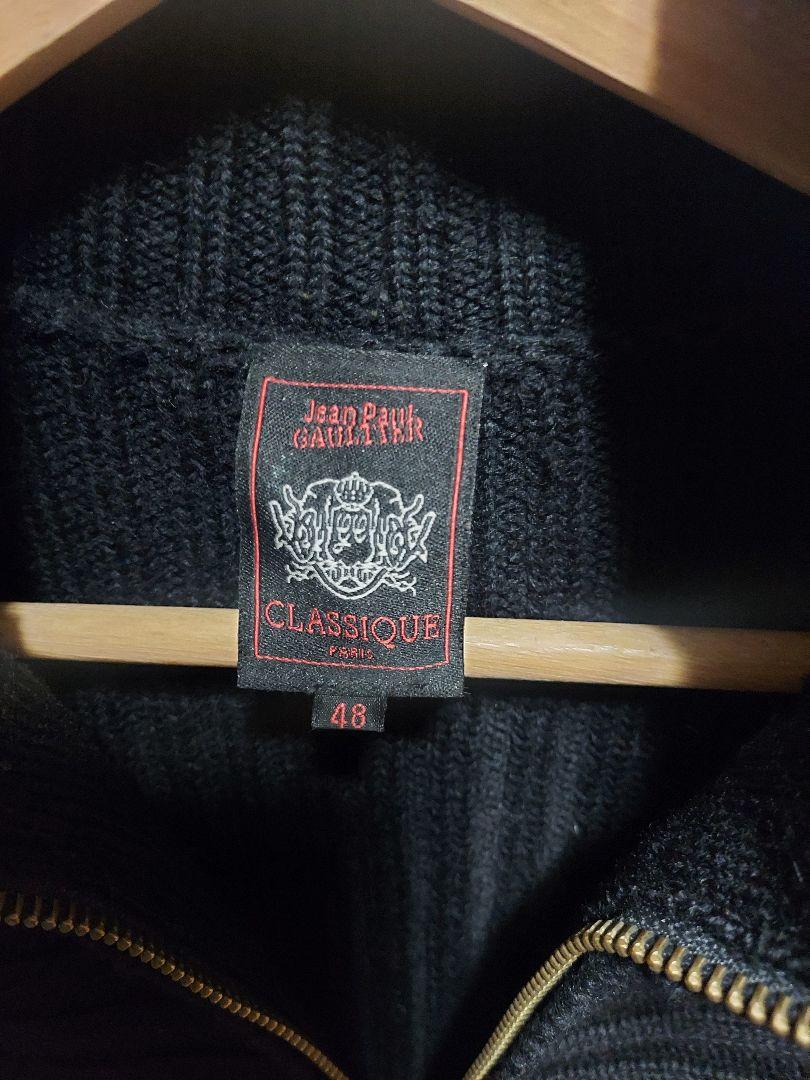 Jean Paul
GAULTIER
CLASSIQUE
PARIS
48